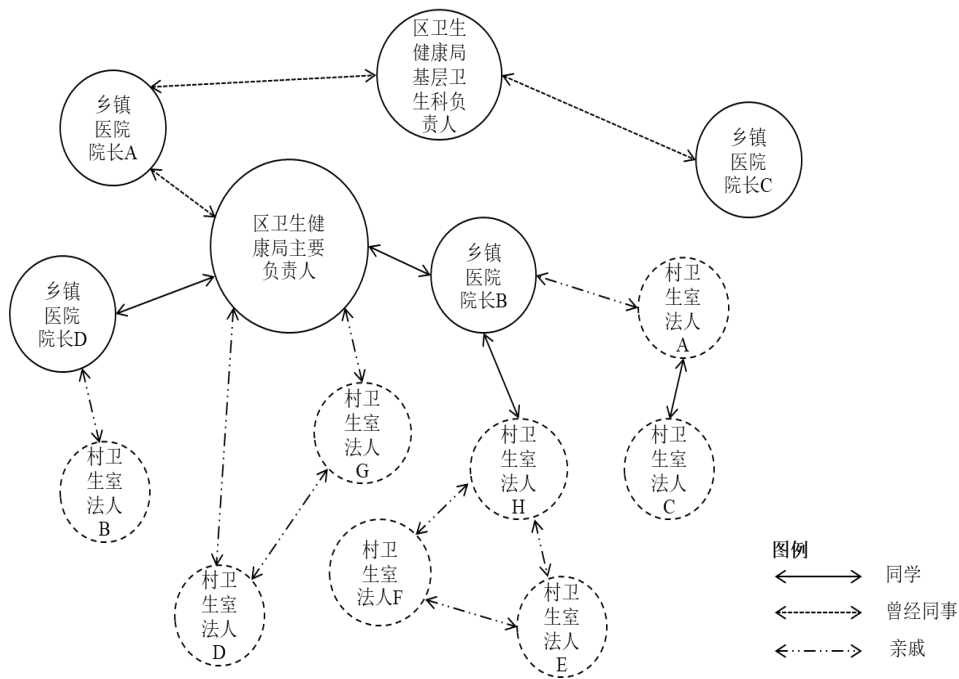 区卫生
健康局
基层卫
生科负
责人
乡镇
医院
院长A
乡镇
医院
院长C
区卫生健
康局主要
负责人
乡镇
医院
院长B
乡镇
医院
院长D
村卫
生室
法人
A
村卫
生室
法人
G
村卫
生室
法人
H
村卫
生室
法人
C
村卫
生室
法人
B
村卫
生室
法人F
村卫
生室
法人
D
村卫
生室
法人
E
图例
同学
曾经同事
亲戚